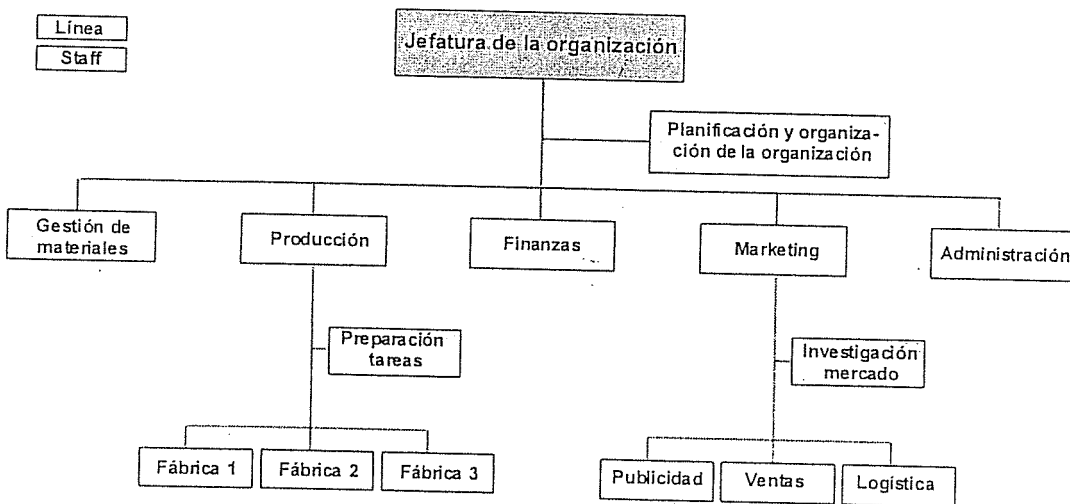 Línea
Staff
Jefatura de la organización
Planificación y organiza-
ción de la organización
Gestión de
materiales
Producción
Finanzas
Marketing
Administración
Preparación
tareas
Investigación
mercado
Fábrica 1
Fábrica 2
Fábrica 3
Publicidad
Ventas
Logística